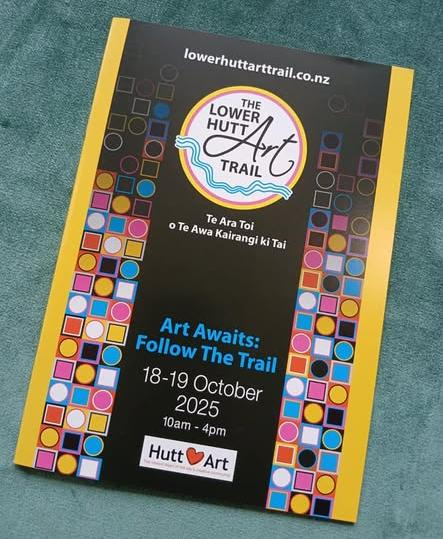 lowerhuttarttrail.co.nz
THE
LOWER
HUTT Art
TRAIL
Te Ara Toi
o Te Awa Kairangi ki Tai
Art Awaits:
Follow The Trail
18-19 October
2025
10am - 4pm
Hutt Art